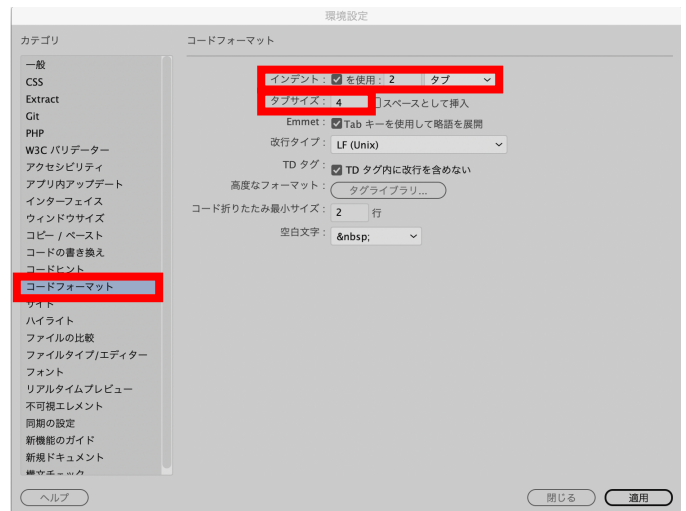 環境設定
カテゴリ
コードフォーマット
一般
CSS
Extract
Git
PHP
W3C バリデーター
アクセシビリティ
アプリ内アップデート
インターフェイス
ウィンドウサイズ
コピー / ペースト
コードの書き換え
コードヒント
コードフォーマット
サイト
ハイライト
ファイルの比較
ファイルタイプ/エディター
フォント
リアルタイムプレビュー
不可視エレメント
同期の設定
新機能のガイド
新規ドキュメント
構文チェック
インデント : を使用 : 2 タブ
タブサイズ : 4 スペースとして挿入
Emmet : Tab キーを使用して略語を展開
改行タイプ : LF (Unix)
TD タグ : TD タグ内に改行を含めない
高度なフォーマット : タグライブラリ...
コード折りたたみ最小サイズ : 2 行
空白文字 : &nbsp;
ヘルプ
閉じる
適用